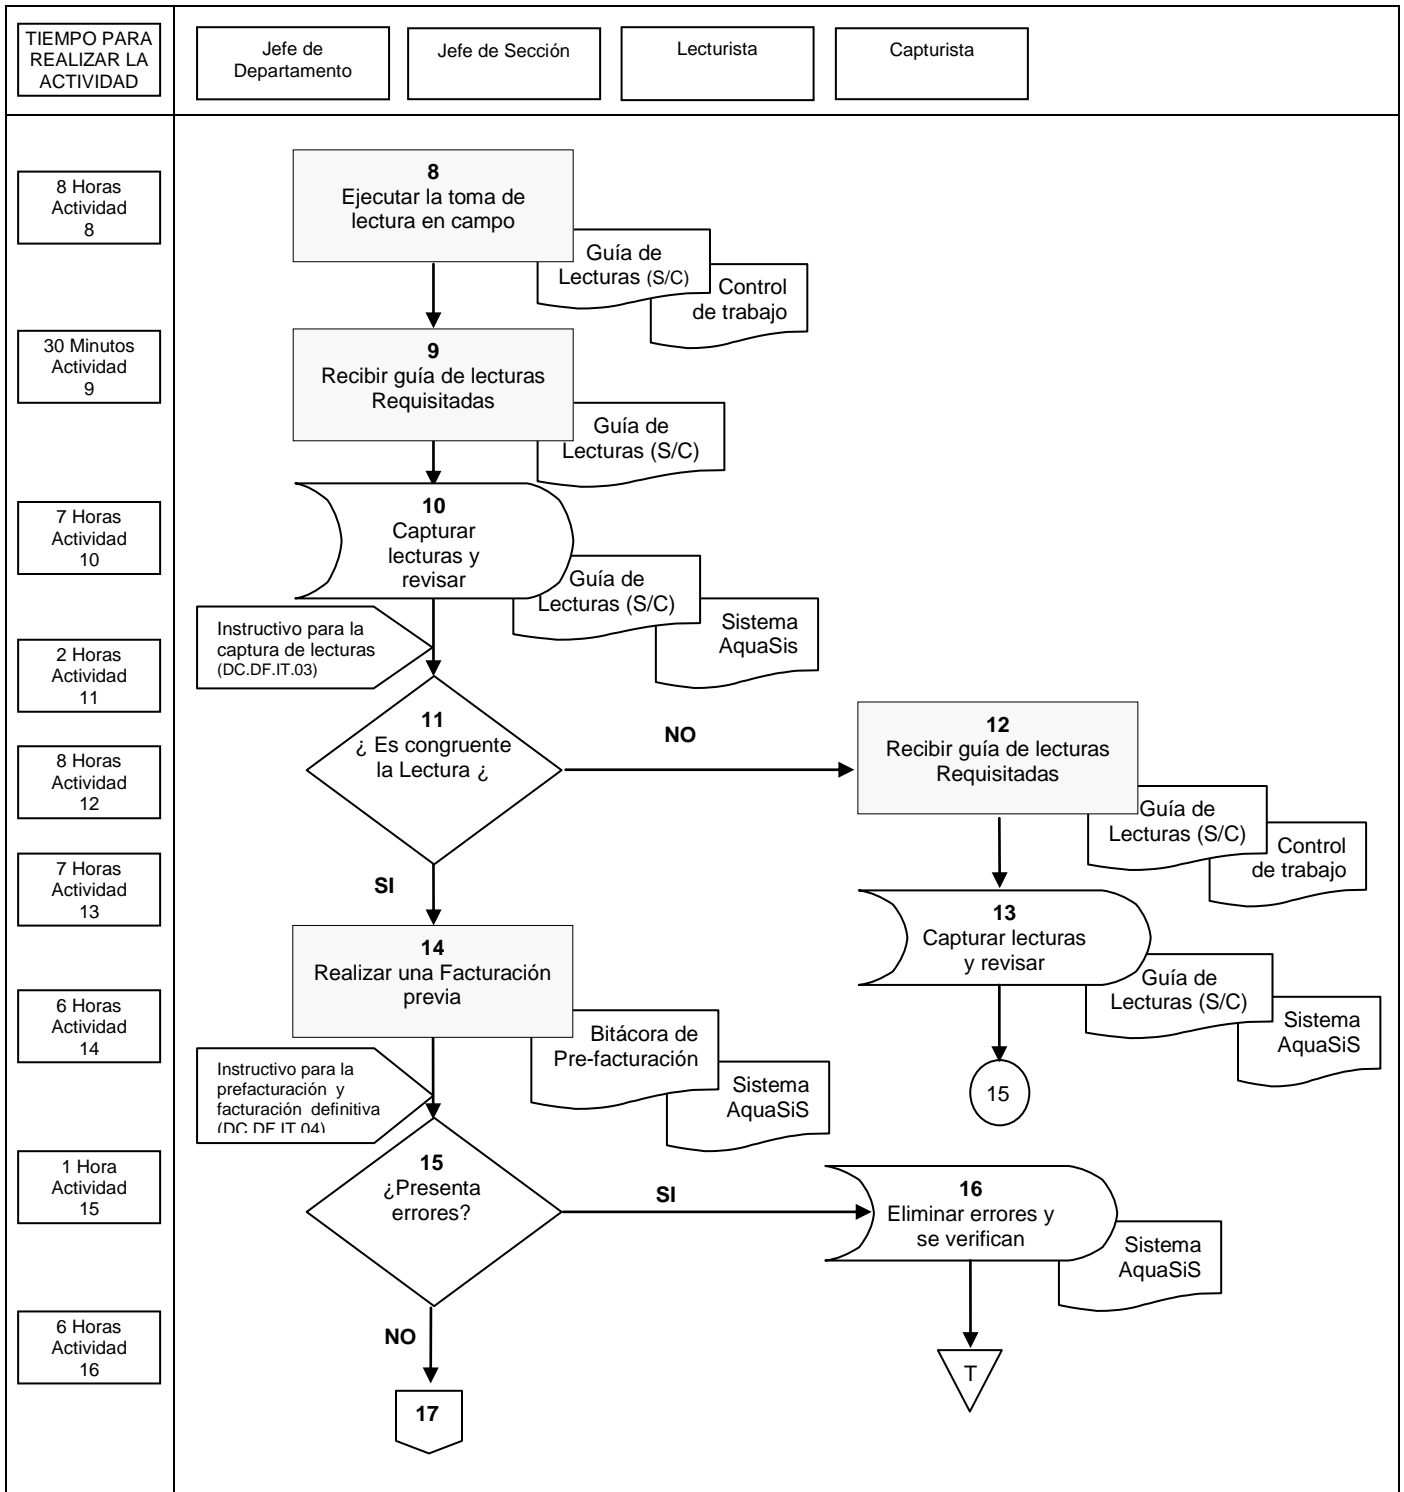 TIEMPO PARA
REALIZAR LA
ACTIVIDAD
Jefe de
Departamento
Jefe de Sección
Lecturista
Capturista
8 Horas
Actividad
8
8
Ejecutar la toma de
lectura en campo
Guía de
Lecturas (S/C)
Control
de trabajo
30 Minutos
Actividad
9
9
Recibir guía de lecturas
Requisitadas
Guía de
Lecturas (S/C)
7 Horas
Actividad
10
10
Capturar
lecturas y
revisar
Guía de
Lecturas (S/C)
Sistema
AquaSis
Instructivo para la
captura de lecturas
(DC.DF.IT.03)
2 Horas
Actividad
11
11
¿ Es congruente
la Lectura ¿
NO
SI
8 Horas
Actividad
12
12
Recibir guía de lecturas
Requisitadas
Guía de
Lecturas (S/C)
Control
de trabajo
7 Horas
Actividad
13
13
Capturar lecturas
y revisar
Guía de
Lecturas (S/C)
Sistema
AquaSiS
15
6 Horas
Actividad
14
14
Realizar una Facturación
previa
Bitácora de
Pre-facturación
Sistema
AquaSiS
Instructivo para la
prefacturación y
facturación definitiva
(DC.DF.IT.04)
1 Hora
Actividad
15
15
¿Presenta
errores?
SI
NO
6 Horas
Actividad
16
16
Eliminar errores y
se verifican
Sistema
AquaSiS
T
17